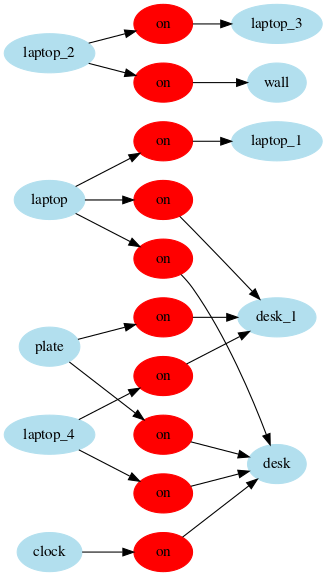 on
laptop_3
laptop_2
on
wall
on
laptop_1
laptop
on
on
on
desk_1
plate
on
laptop_4
on
desk
on
clock
on